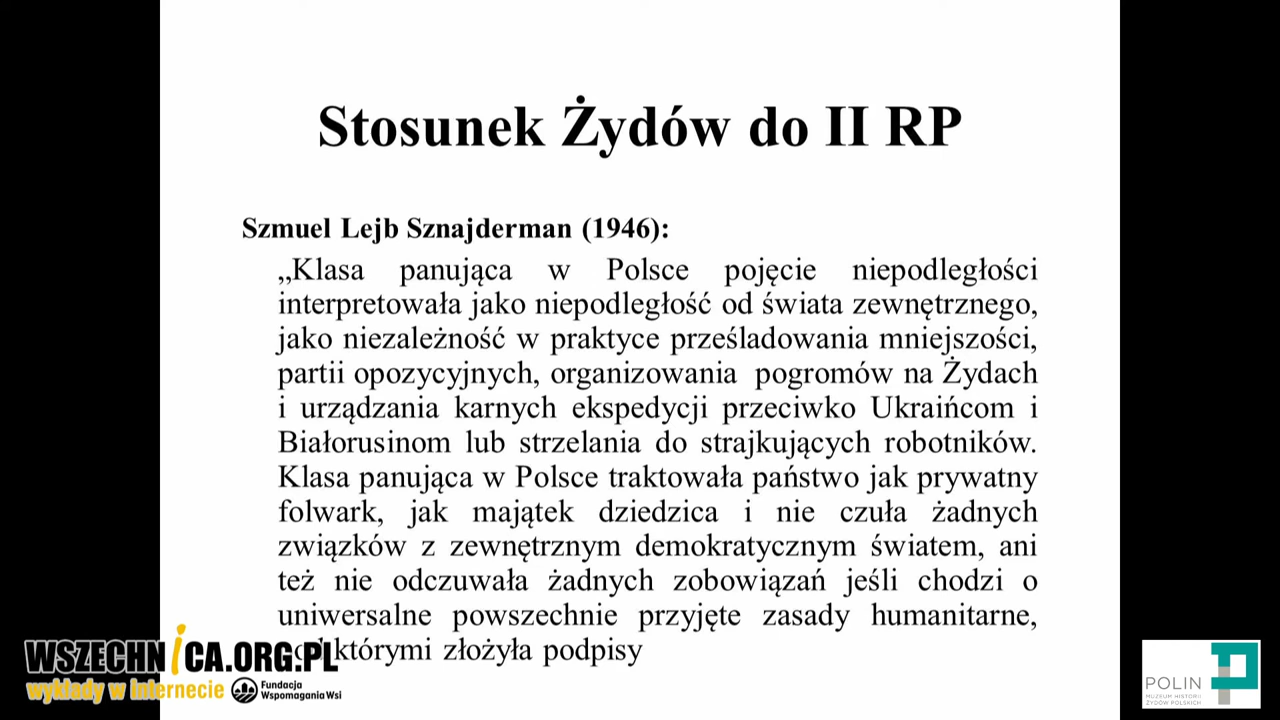 Stosunek Żydów do II RP
Szmuel Lejb Sznajderman (1946):
„Klasa panująca w Polsce pojęcie niepodległości
interpretowała jako niepodległość od świata zewnętrznego,
jako niezależność w praktyce prześladowania mniejszości,
partii opozycyjnych, organizowania pogromów na Żydach
i urządzania karnych ekspedycji przeciwko Ukraińcom i
Białorusinom lub strzelania do strajkujących robotników.
Klasa panująca w Polsce traktowała państwo jak prywatny
folwark, jak majątek dziedzica i nie czuła żadnych
związków z zewnętrznym demokratycznym światem, ani
też nie odczuwała żadnych zobowiązań jeśli chodzi o
uniwersalne powszechnie przyjęte zasady humanitarne,
którymi złożyła podpisy
WSZECHNICA.ORG.PL
wykłady w Internecie
Fundacja
Wspomagania Wsi
POLIN
MUZEUM HISTORII
ŻYDÓW POLSKICH